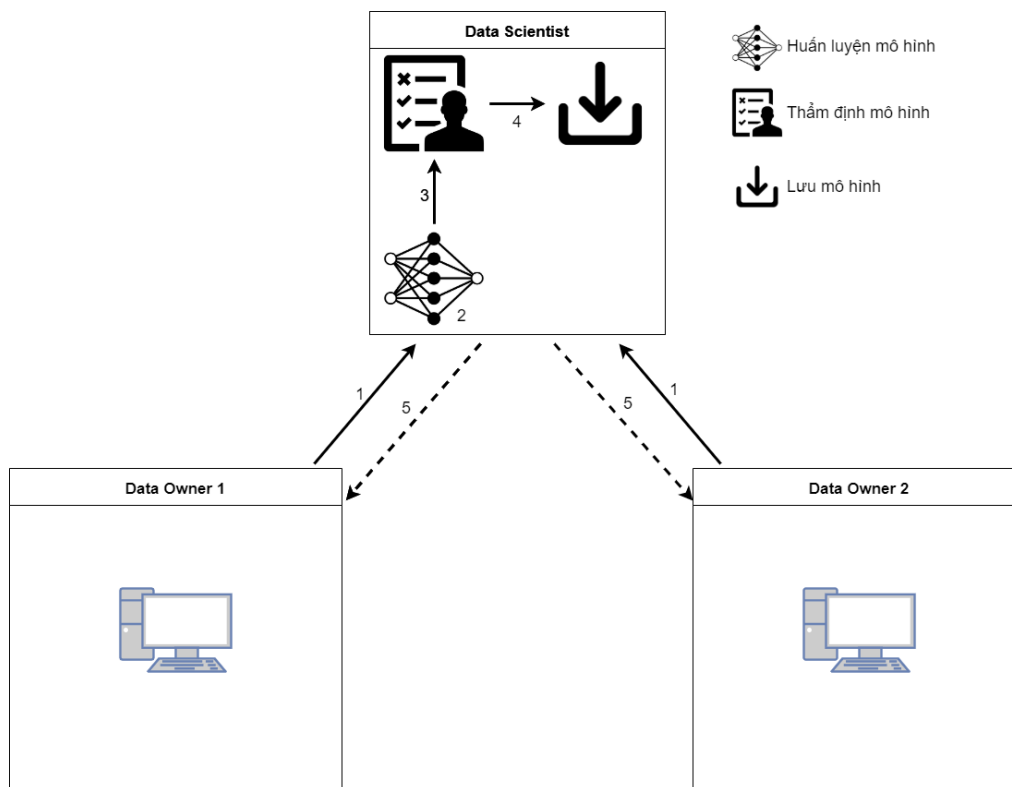 Data Scientist
Huấn luyện mô hình
Thẩm định mô hình
4
Lưu mô hình
3
2
1
5
5
1
Data Owner 1
Data Owner 2